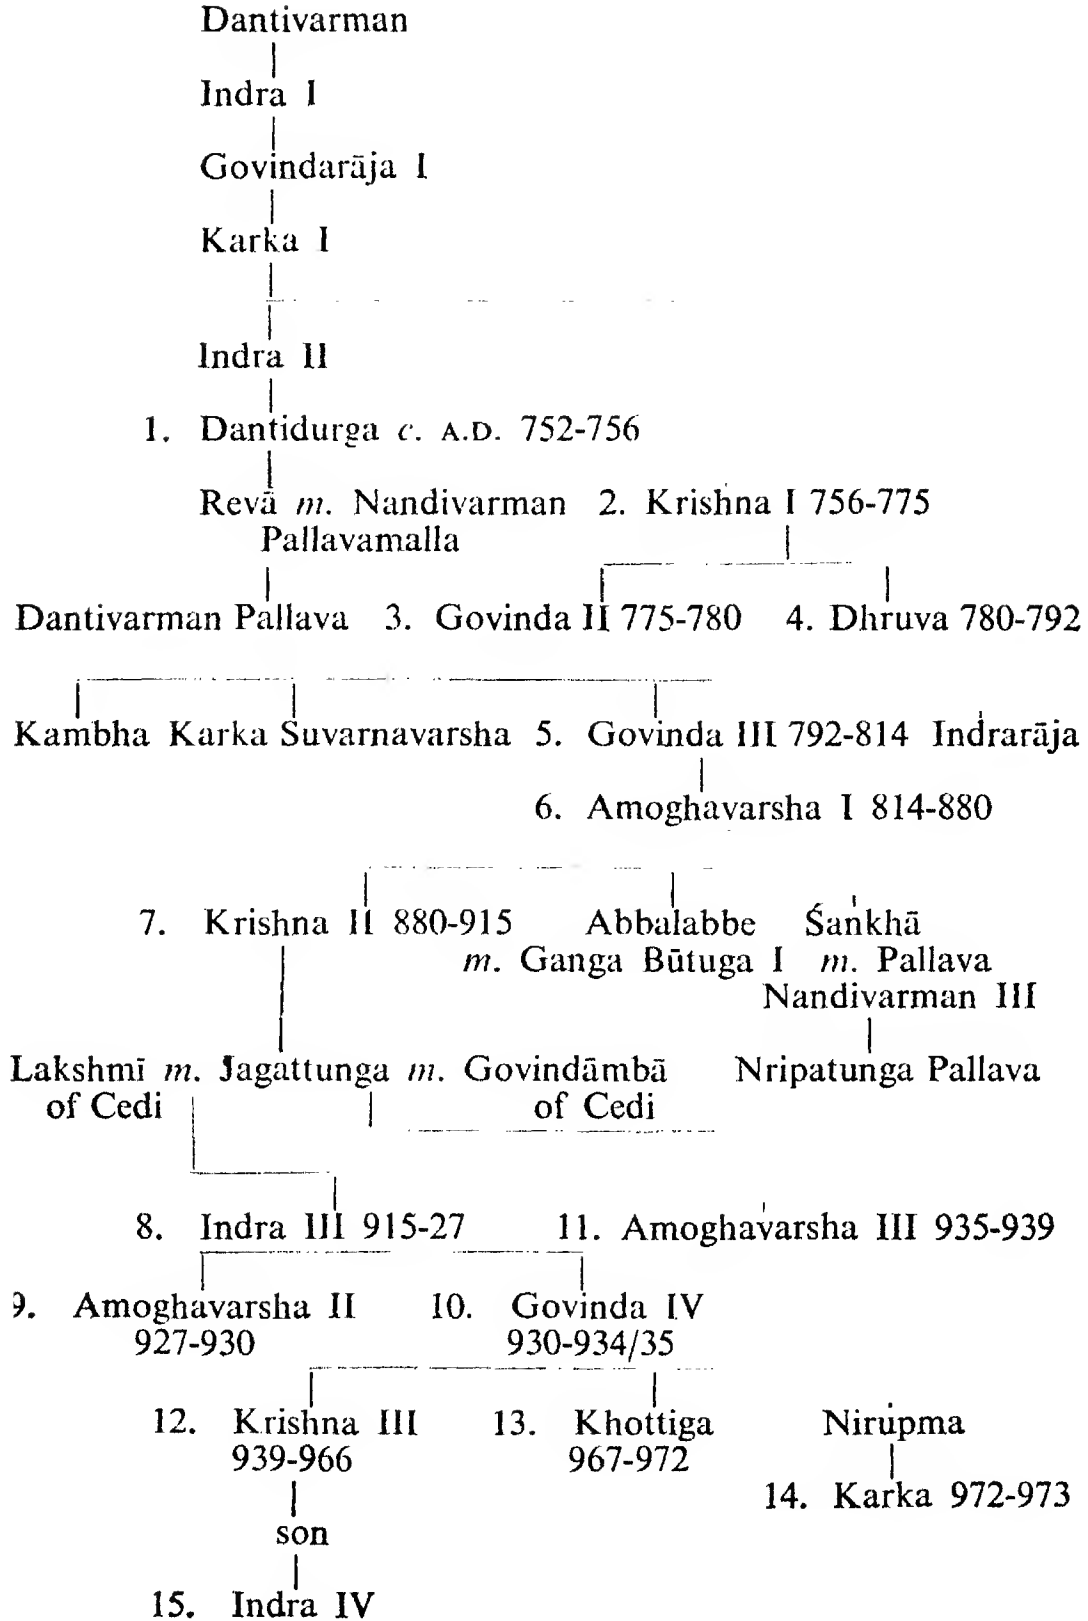 Dantivarman
Indra I
Govindarāja I
Karka I
Indra II
1. Dantidurga c. A.D. 752-756
Revā m. Nandivarman 2. Krishna I 756-775
Pallavamalla
Dantivarman Pallava 3. Govinda II 775-780 4. Dhruva 780-792
Kambha Karka Suvarnavarsha 5. Govinda III 792-814 Indrarāja
6. Amoghavarsha I 814-880
7. Krishna II 880-915 Abbalabbe Śankhā
m. Ganga Būtuga I m. Pallava
Nandivarman III
Lakshmī m. Jagattunga m. Govindāmbā Nripatunga Pallava
of Cedi of Cedi
8. Indra III 915-27 11. Amoghavarsha III 935-939
9. Amoghavarsha II 10. Govinda IV
927-930 930-934/35
12. Krishna III 13. Khottiga Nirupma
939-966 967-972
14. Karka 972-973
son
15. Indra IV